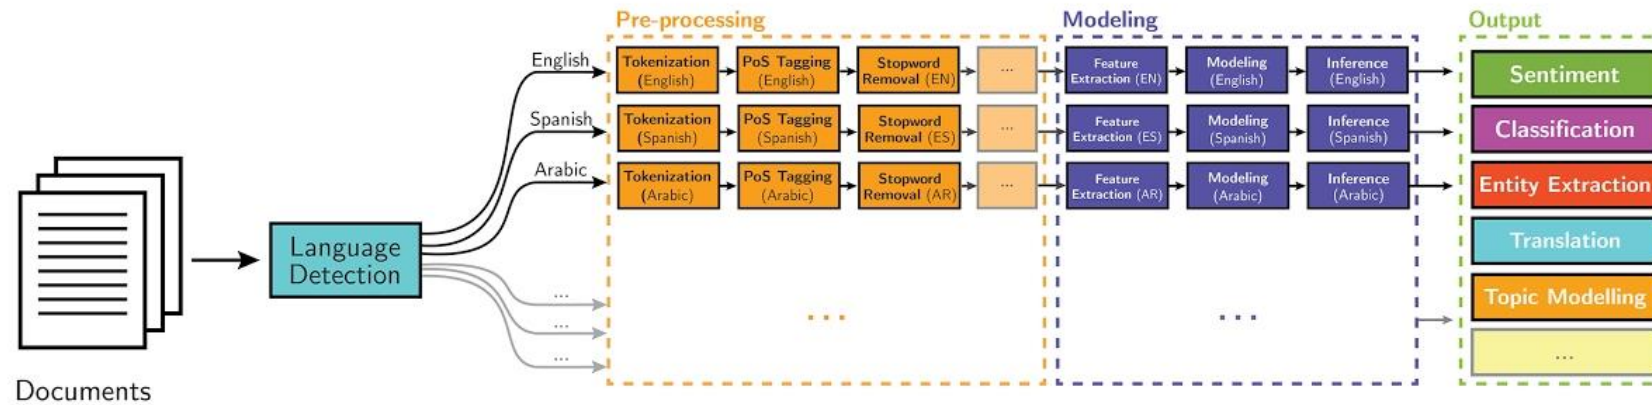 Pre-processing
Modeling
Output
English
Tokenization
(English)
PoS Tagging
(English)
Stopword
Removal (EN)
...
Feature
Extraction (EN)
Modeling
(English)
Inference
(English)
Sentiment
Spanish
Tokenization
(Spanish)
PoS Tagging
(Spanish)
Stopword
Removal (ES)
...
Feature
Extraction (ES)
Modeling
(Spanish)
Inference
(Spanish)
Classification
Arabic
Tokenization
(Arabic)
PoS Tagging
(Arabic)
Stopword
Removal (AR)
...
Feature
Extraction (AR)
Modeling
(Arabic)
Inference
(Arabic)
Entity Extraction
Language
Detection
Translation
...
...
...
...
...
Topic Modelling
...
Documents